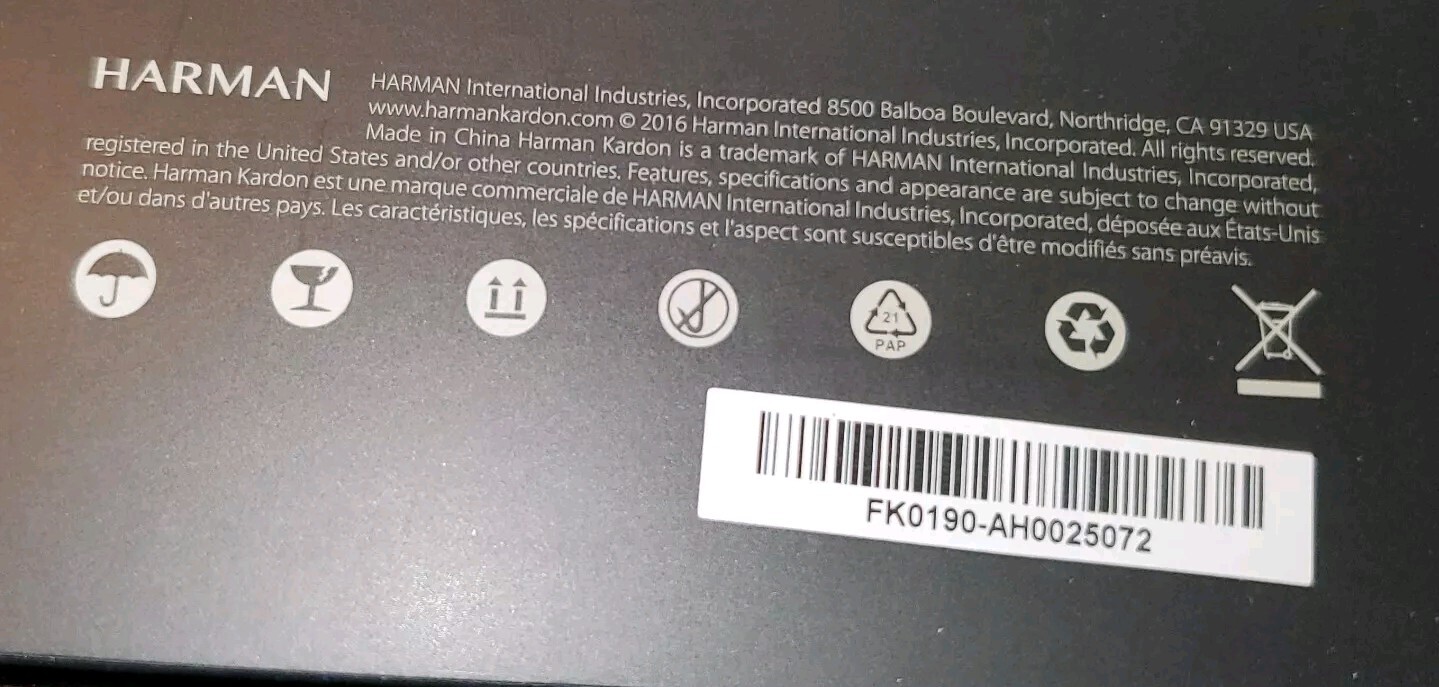 HARMAN
HARMAN International Industries, Incorporated 8500 Balboa Boulevard, Northridge, CA 91329 USA
www.harmankardon.com © 2016 Harman International Industries, Incorporated. All rights reserved.
Made in China Harman Kardon is a trademark of HARMAN International Industries, Incorporated,
registered in the United States and/or other countries. Features, specifications and appearance are subject to change without
notice. Harman Kardon est une marque commerciale de HARMAN International Industries, Incorporated, déposée aux États-Unis
et/ou dans d'autres pays. Les caractéristiques, les spécifications et l'aspect sont susceptibles d'être modifiés sans préavis.
21
PAP
FK0190-AH0025072